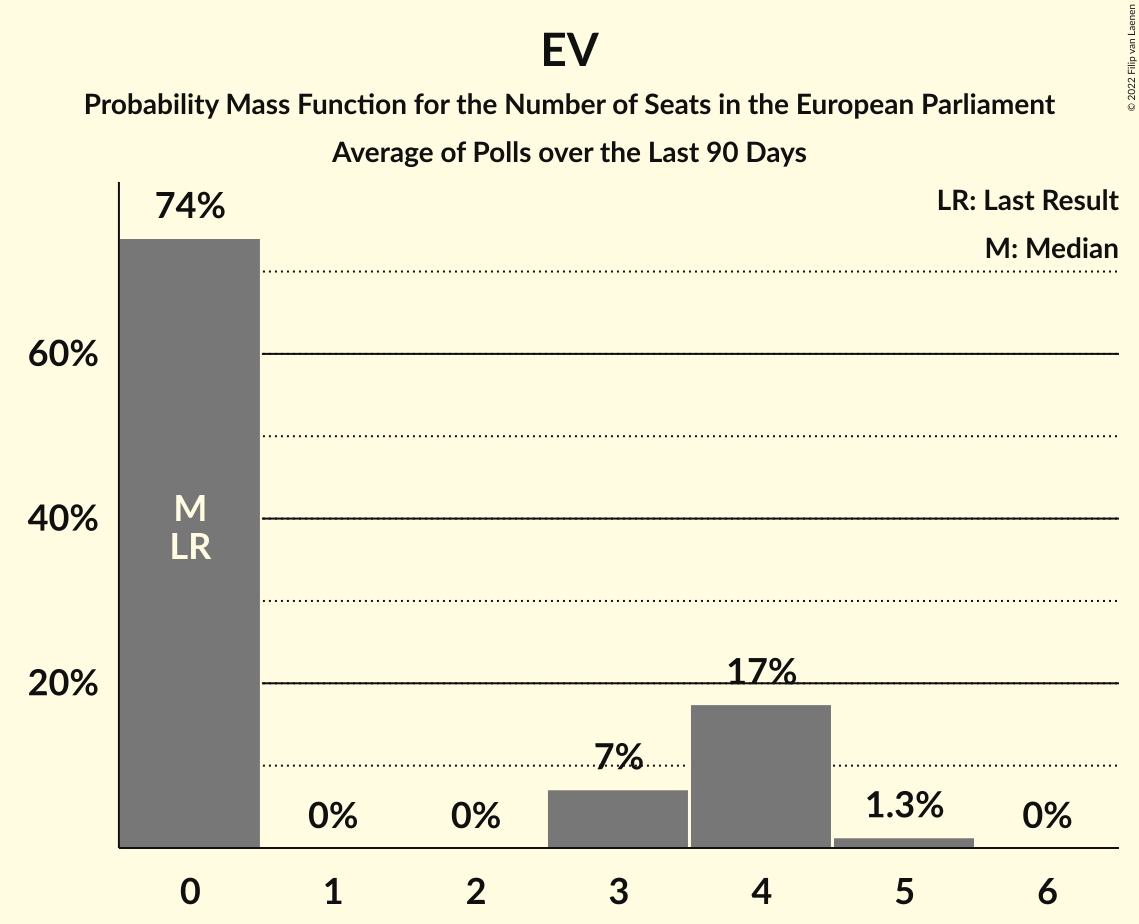 EV
Probability Mass Function for the Number of Seats in the European Parliament
Average of Polls over the Last 90 Days
© 2022 Filip van Laenen
LR: Last Result
M: Median
74%
60%
40%
20%
M
LR
0%
0%
7%
17%
1.3%
0%
0 1 2 3 4 5 6